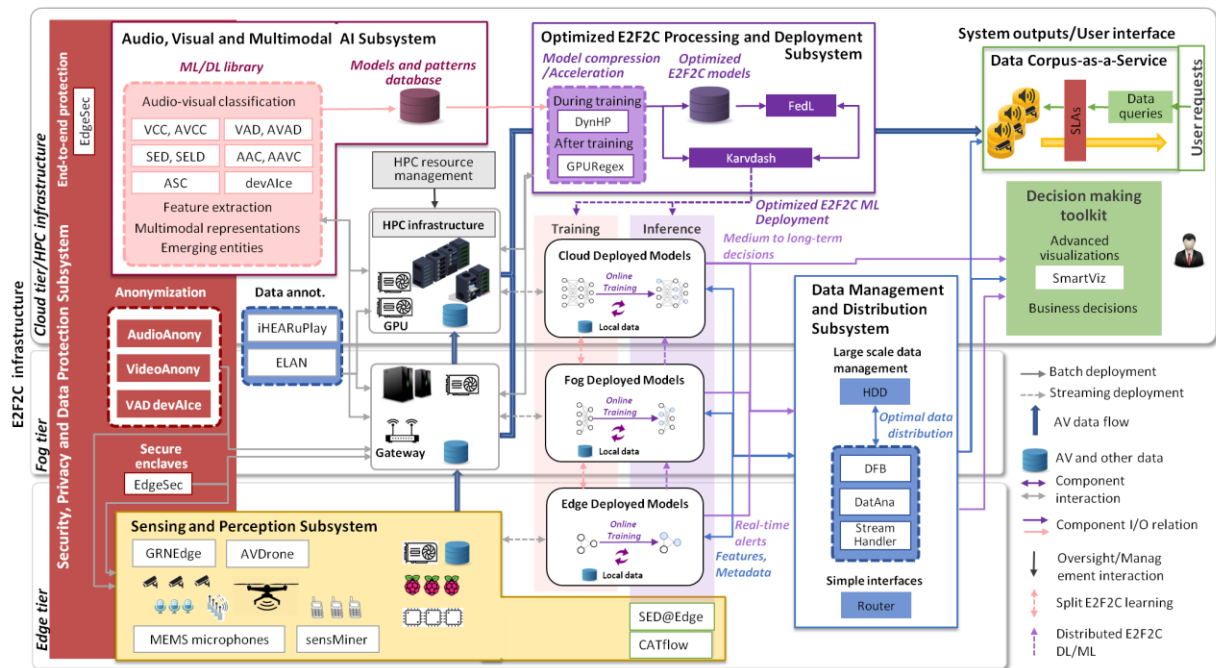 E2F2C infrastructure
Cloud tier/HPC infrastructure
Fog tier
Edge tier
Security, Privacy and Data Protection Subsystem
End-to-end protection
EdgeSec
Audio, Visual and Multimodal AI Subsystem
ML/DL library
Models and patterns
database
Audio-visual classification
VCC, AVCC
VAD, AVAD
SED, SELD
AAC, AAVC
ASC
devAIce
Feature extraction
Multimodal representations
Emerging entities
Anonymization
AudioAnony
VideoAnony
VAD devAIce
Secure
enclaves
EdgeSec
Data annot.
iHEARuPlay
ELAN
HPC resource
management
HPC infrastructure
GPU
Gateway
Optimized E2F2C Processing and Deployment
Subsystem
Model compression
/Acceleration
Optimized
E2F2C models
During training
DynHP
After training
GPURegex
FedL
Karvdash
Optimized E2F2C ML
Deployment
Training
Inference
Medium to long-term
decisions
Cloud Deployed Models
Online
Training
Local data
Fog Deployed Models
Online
Training
Local data
Edge Deployed Models
Online
Training
Local data
Real-time
alerts
Features,
Metadata
Sensing and Perception Subsystem
GRNEdge
AVDrone
MEMS microphones
sensMiner
SED@Edge
CATflow
Data Management
and Distribution
Subsystem
Large scale data
management
HDD
Optimal data
distribution
DFB
DatAna
Stream
Handler
Simple interfaces
Router
System outputs/User interface
Data Corpus-as-a-Service
SLAs
Data
queries
User requests
Decision making
toolkit
Advanced
visualizations
SmartViz
Business decisions
Batch deployment
Streaming deployment
AV data flow
AV and other data
Component
interaction
Component I/O relation
Oversight/Manag
ement interaction
Split E2F2C learning
Distributed E2F2C
DL/ML